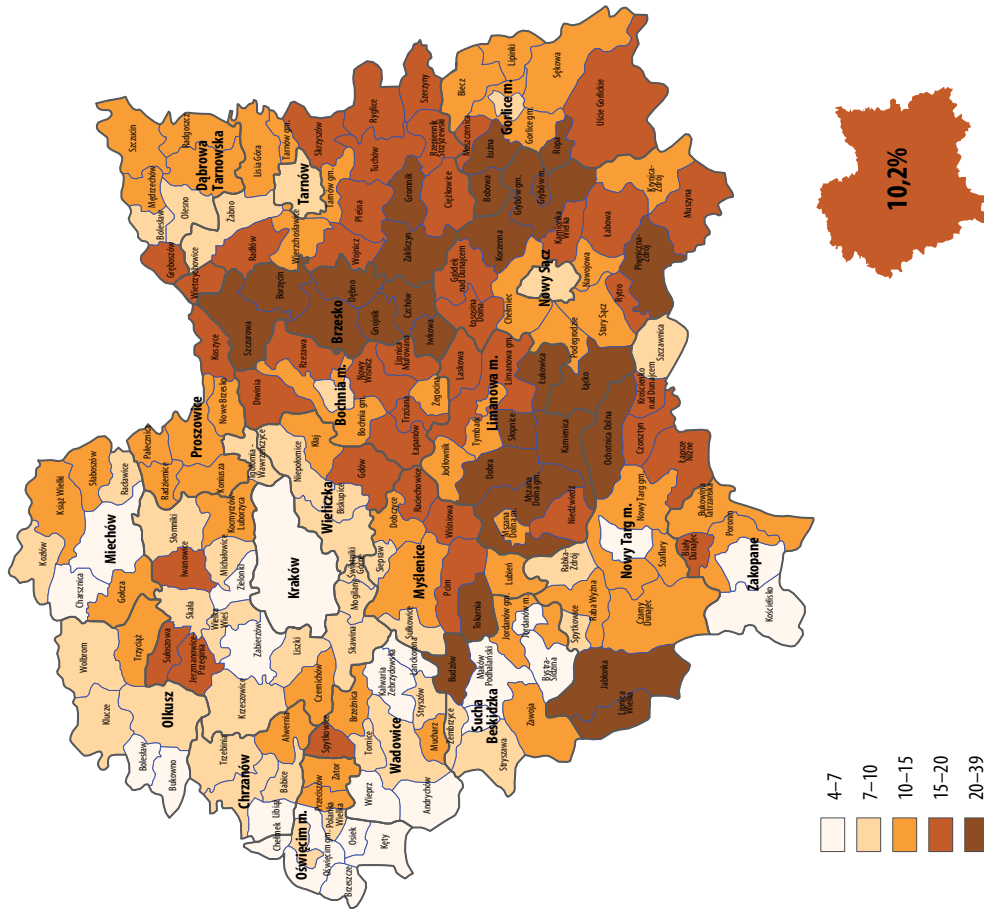 Szczucin
Mędrzechów
Radgoszcz
Bolesław
Dąbrowa
Tarnowska
Olesno
Lisia Góra
Gręboszów
Żabno
Tarnów gm.
Wietrzychowice
Tarnów
Skrzyszów
Radłów
Wierzchosławice
Tarnów gm.
Ryglice
Szerzyny
Tuchów
Pleśna
Wojnicz
Borzęcin
Koszyce
Szczurowa
Rzepiennik
Strzyżewski
Biecz
Lipinki
Gromnik
Ciężkowice
Moszczenica
Gorlice m.
Sękowa
Łużna
Gorlice gm.
Zakliczyn
Dębno
Brzesko
Bobowa
Ropa
Uście Gorlickie
Gnojnik
Czchów
Rzezawa
Drwinia
Gródek
nad Dunajcem
Korzenna
Grybów gm.
Grybów m.
Iwkowa
Lipnica
Murowana
Nowy
Wiśnicz
Bochnia m.
Bochnia gm.
Łososina
Dolna
Chełmiec
Kamionka
Wielka
Łabowa
Krynica-
Zdrój
Muszyna
Nowy Sącz
Nawojowa
Laskowa
Żegocina
Trzciana
Piwniczna-
Zdrój
Rytro
Stary Sącz
Podegrodzie
Limanowa gm.
Limanowa m.
Łapanów
Kłaj
Nowe Brzesko
Proszowice
Igołomia -
Wawrzeńczyce
Niepołomice
Łukowica
Łącko
Szczawnica
Tymbark
Słopnice
Jodłownik
Gdów
Kamienica
Ochotnica Dolna
Krościenko
nad Dunajcem
Czorsztyn
Łapsze
Niżne
Dobra
Raciechowice
Mszana
Dolna gm.
Mszana
Dolna m.
Niedźwiedź
Wiśniowa
Dobczyce
Wieliczka
Biskupice
Pałecznica
Radziemice
Koniusza
Kocmyrzów
Luborzyca
Słaboszów
Racławice
Książ Wielki
Miechów
Kozłów
Charsznica
Gołcza
Słomniki
Iwanowice
Michałowice
Zielonki
Kraków
Skała
Wielka
Wieś
Zabierzów
Liszki
Świątniki
Górne
Mogilany
Siepraw
Skawina
Myślenice
Sułkowice
Pcim
Tokarnia
Lubień
Rabka-
Zdrój
Nowy Targ m.
Nowy Targ gm.
Bukowina
Tatrzańska
Szaflary
Biały
Dunajec
Poronin
Zakopane
Kościelisko
Czarny
Dunajec
Raba Wyżna
Spytkowice
Jordanów gm.
Jordanów m.
Bystra-
Sidzina
Maków
Podhalański
Sucha
Beskidzka
Budzów
Zembrzyce
Stryszawa
Zawoja
Jabłonka
Lipnica
Wielka
Lanckorona
Kalwaria
Zebrzydowska
Stryszów
Mucharz
Wadowice
Tomice
Brzeźnica
Spytkowice
Wieprz
Andrychów
Wolbrom
Trzyciąż
Sułoszowa
Jerzmanowice-
Przeginia
Klucze
Olkusz
Bolesław
Bukowno
Krzeszowice
Czernichów
Alwernia
Trzebinia
Chrzanów
Babice
Libiąż
Chełmek
Zator
Przeciszów
Polanka
Wielka
Oświęcim m.
Oświęcim gm.
Osiek
Kęty
Brzeszcze
10,2%
4–7
7–10
10–15
15–20
20–39